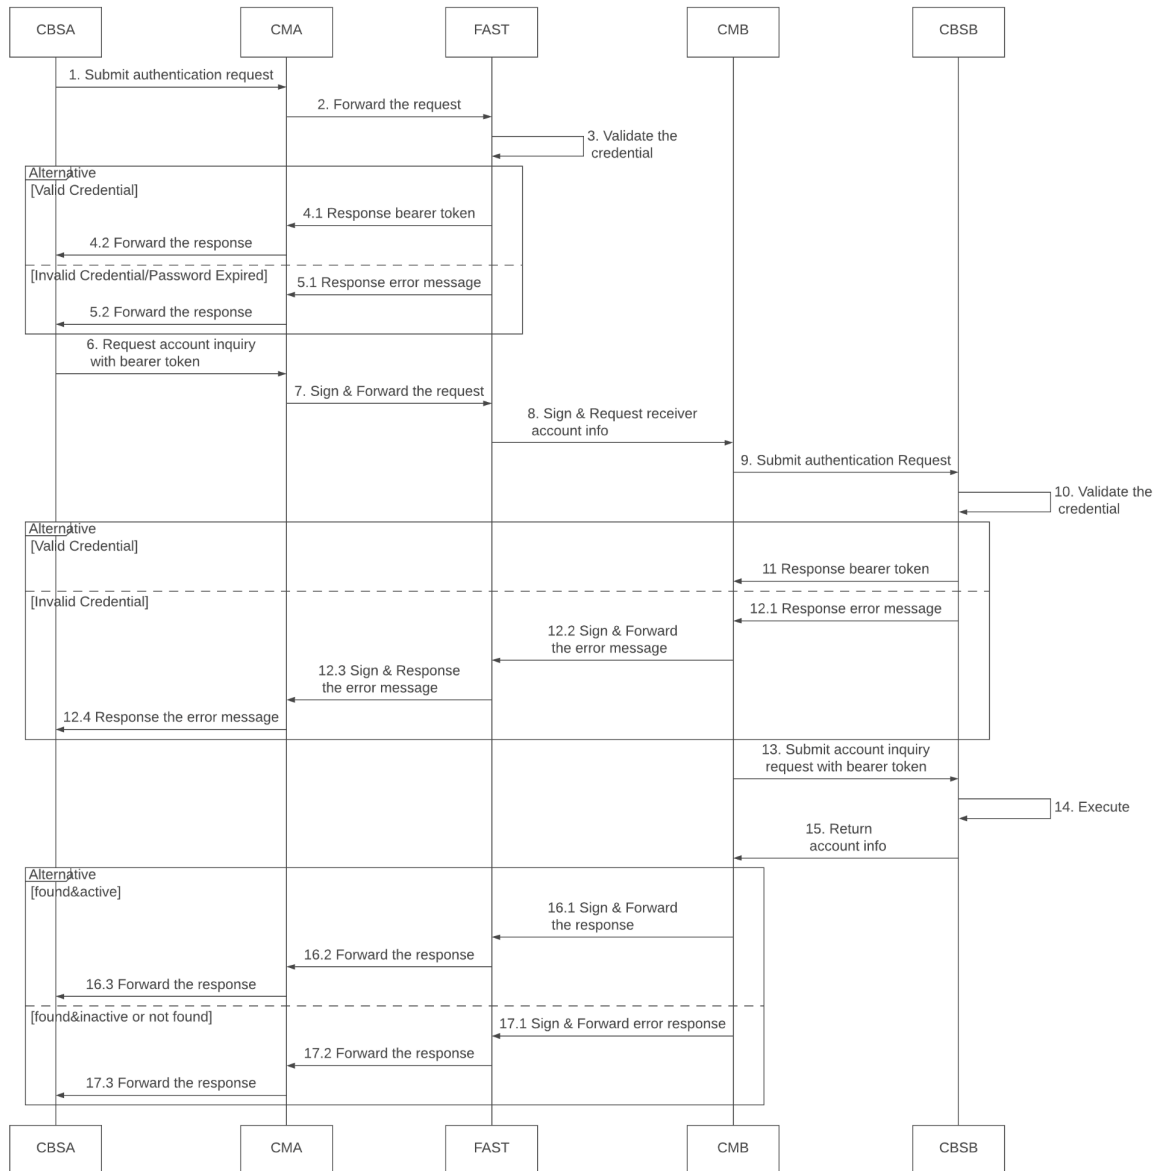 CBSA
CMA
FAST
CMB
CBSB
1. Submit authentication request
2. Forward the request
3. Validate the
credential
Alternative
[Valid Credential]
4.1 Response bearer token
4.2 Forward the response
[Invalid Credential/Password Expired]
5.1 Response error message
5.2 Forward the response
6. Request account inquiry
with bearer token
7. Sign & Forward the request
8. Sign & Request receiver
account info
9. Submit authentication Request
10. Validate the
credential
Alternative
[Valid Credential]
11 Response bearer token
[Invalid Credential]
12.1 Response error message
12.2 Sign & Forward
the error message
12.3 Sign & Response
the error message
12.4 Response the error message
13. Submit account inquiry
request with bearer token
14. Execute
15. Return
account info
Alternative
[found&active]
16.1 Sign & Forward
the response
16.2 Forward the response
16.3 Forward the response
[found&inactive or not found]
17.1 Sign & Forward error response
17.2 Forward the response
17.3 Forward the response
CBSA
CMA
FAST
CMB
CBSB